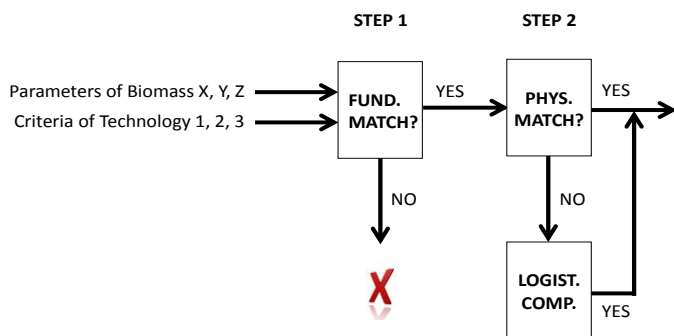 STEP 1
STEP 2
Parameters of Biomass X, Y, Z
Criteria of Technology 1, 2, 3
FUND.
MATCH?
YES
PHYS.
MATCH?
YES
NO
NO
X
LOGIST.
COMP.
YES